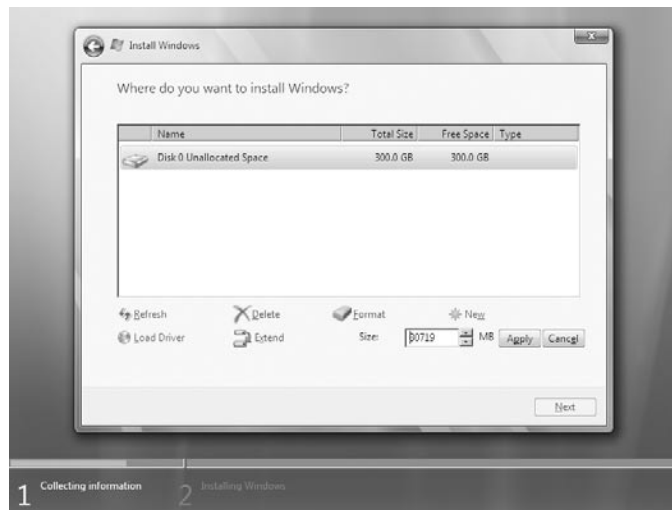 Install Windows
Where do you want to install Windows?
Name Total Size Free Space Type
Disk 0 Unallocated Space 300.0 GB 300.0 GB
Refresh Delete Format New
Load Driver Extend Size: MB Apply Cancel
Next
1 Collecting information 2 Installing Windows